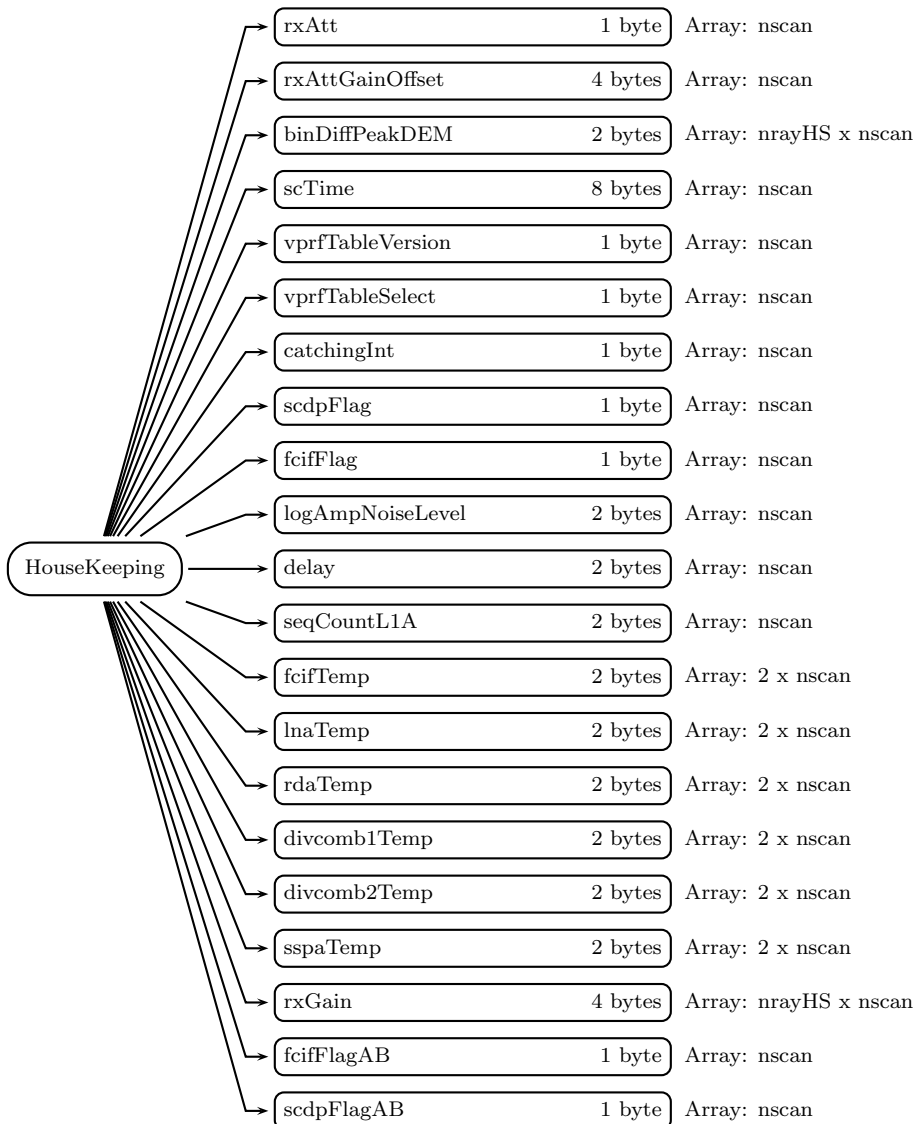 rxAtt 1 byte Array: nscan
rxAttGainOffset 4 bytes Array: nscan
binDiffPeakDEM 2 bytes Array: nrayHS x nscan
scTime 8 bytes Array: nscan
vprfTableVersion 1 byte Array: nscan
vprfTableSelect 1 byte Array: nscan
catchingInt 1 byte Array: nscan
scdpFlag 1 byte Array: nscan
fcifFlag 1 byte Array: nscan
logAmpNoiseLevel 2 bytes Array: nscan
HouseKeeping delay 2 bytes Array: nscan
seqCountL1A 2 bytes Array: nscan
fcifTemp 2 bytes Array: 2 x nscan
lnaTemp 2 bytes Array: 2 x nscan
rdaTemp 2 bytes Array: 2 x nscan
divcomb1Temp 2 bytes Array: 2 x nscan
divcomb2Temp 2 bytes Array: 2 x nscan
sspaTemp 2 bytes Array: 2 x nscan
rxGain 4 bytes Array: nrayHS x nscan
fcifFlagAB 1 byte Array: nscan
scdpFlagAB 1 byte Array: nscan